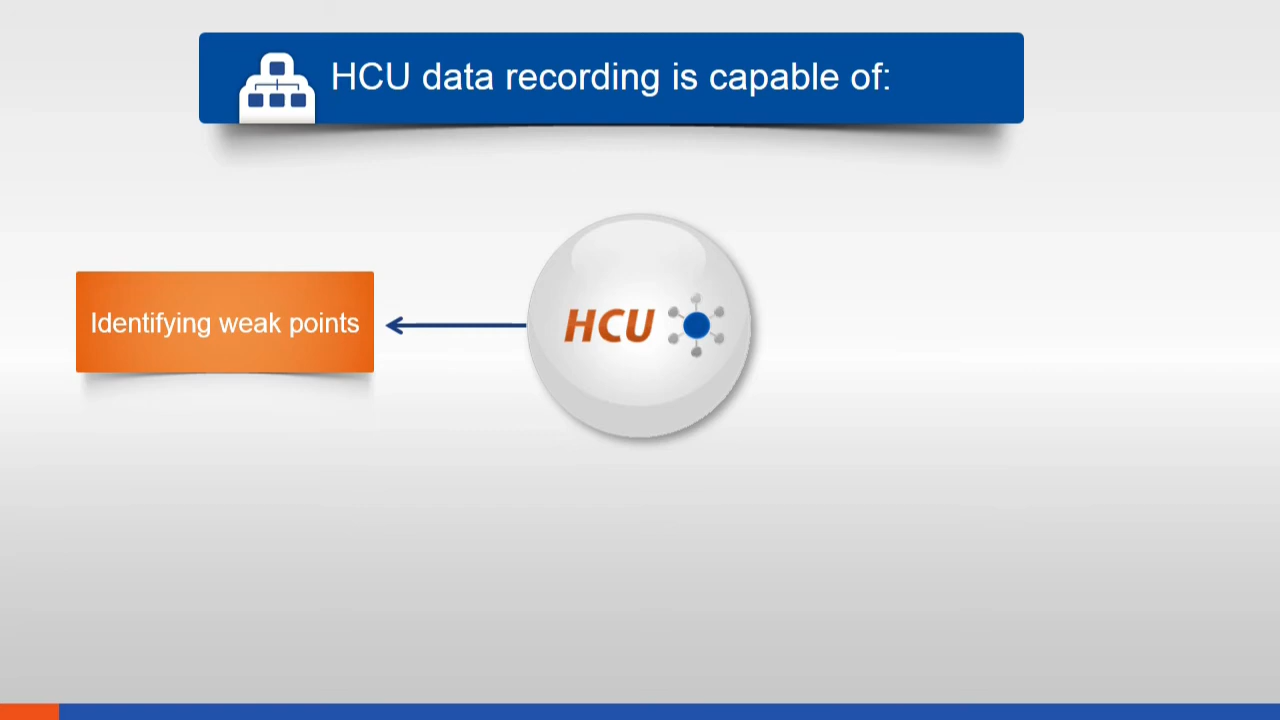 HCU data recording is capable of:
Identifying weak points
HCU